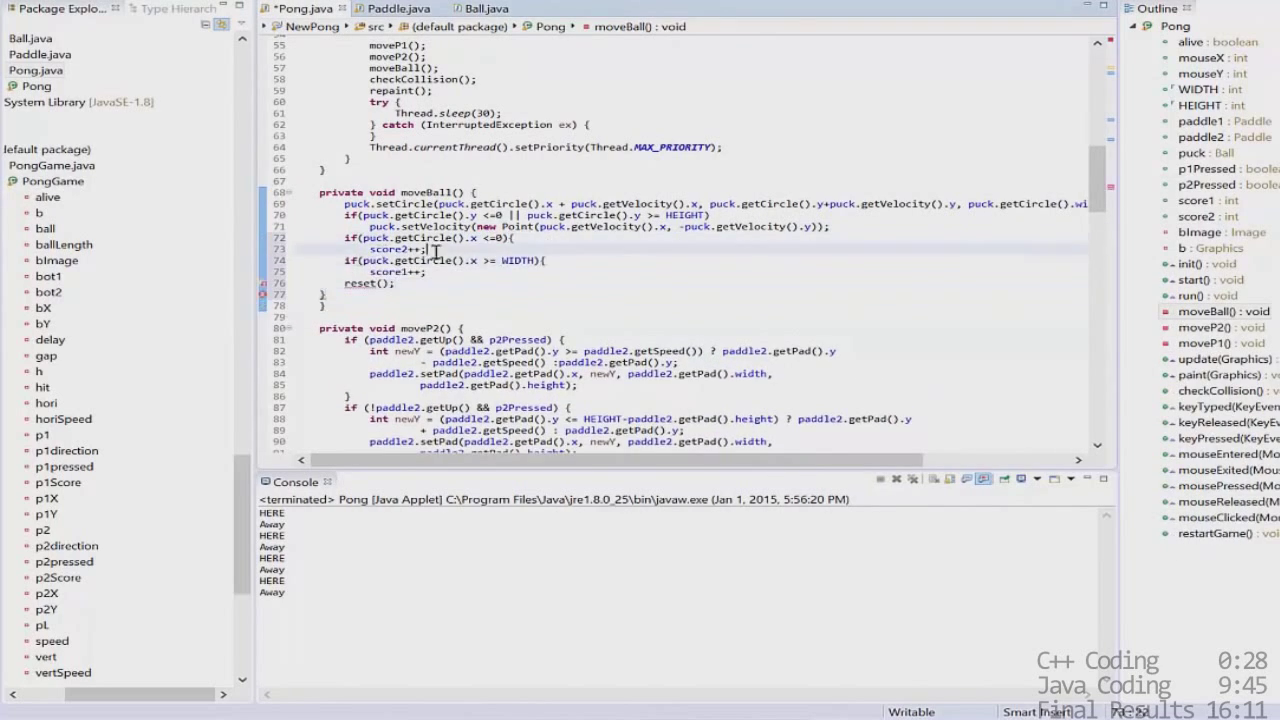 Package Explo...
Type Hierarch
*Pong.java
Paddle.java
Ball.java
Outline
NewPong
src
(default package)
Pong
moveBall() : void
Ball.java
Paddle.java
Pong.java
Pong
System Library [JavaSE-1.8]
efault package)
PongGame.java
PongGame
alive
b
ball
ballLength
bImage
bot1
bot2
bX
bY
delay
gap
h
hit
hori
horiSpeed
p1
p1direction
p1pressed
p1Score
p1X
p1Y
p2
p2direction
p2pressed
p2Score
p2X
p2Y
pL
speed
vert
vertSpeed
55 moveP1();
56 moveP2();
57 moveBall();
58 checkCollision();
59 repaint();
60 try {
61 Thread.sleep(30);
62 } catch (InterruptedException ex) {
63 }
64 Thread.currentThread().setPriority(Thread.MAX_PRIORITY);
65 }
66 }
67
68 private void moveBall() {
69 puck.setCircle(puck.getCircle().x + puck.getVelocity().x, puck.getCircle().y+puck.getVelocity().y, puck.getCircle().wi
70 if(puck.getCircle().y <=0 || puck.getCircle().y >= HEIGHT)
71 puck.setVelocity(new Point(puck.getVelocity().x, -puck.getVelocity().y));
72 if(puck.getCircle().x <=0){
73 score2++;
74 if(puck.getCircle().x >= WIDTH){
75 score1++;
76 reset();
77 }
78 }
79
80 private void moveP2() {
81 if (paddle2.getUp() && p2Pressed) {
82 int newY = (paddle2.getPad().y >= paddle2.getSpeed()) ? paddle2.getPad().y
83 - paddle2.getSpeed() :paddle2.getPad().y;
84 paddle2.setPad(paddle2.getPad().x, newY, paddle2.getPad().width,
85 paddle2.getPad().height);
86 }
87 if (!paddle2.getUp() && p2Pressed) {
88 int newY = (paddle2.getPad().y <= HEIGHT-paddle2.getPad().height) ? paddle2.getPad().y
89 + paddle2.getSpeed() : paddle2.getPad().y;
90 paddle2.setPad(paddle2.getPad().x, newY, paddle2.getPad().width,
Console
<terminated> Pong [Java Applet] C:\Program Files\Java\jre1.8.0_25\bin\javaw.exe (Jan 1, 2015, 5:56:20 PM)
HERE
Away
HERE
Away
HERE
Away
HERE
Away
Pong
alive : boolean
mouseX : int
mouseY : int
WIDTH : int
HEIGHT : int
paddle1 : Paddle
paddle2 : Paddle
puck : Ball
p1Pressed : boolean
p2Pressed : boolean
score1 : int
score2 : int
bImage : Image
b : Graphics
init() : void
start() : void
run() : void
moveBall() : void
moveP2() : void
moveP1() : void
update(Graphics)
paint(Graphics) :
checkCollision() :
keyTyped(KeyEve
keyReleased(KeyE
keyPressed(KeyEv
mouseEntered(Mo
mouseExited(Mou
mousePressed(Mo
mouseReleased(M
mouseClicked(Mou
restartGame() : vo
C++ Coding 0:28
Java Coding 9:45
Final Results 16:11
Writable
Smart Insert